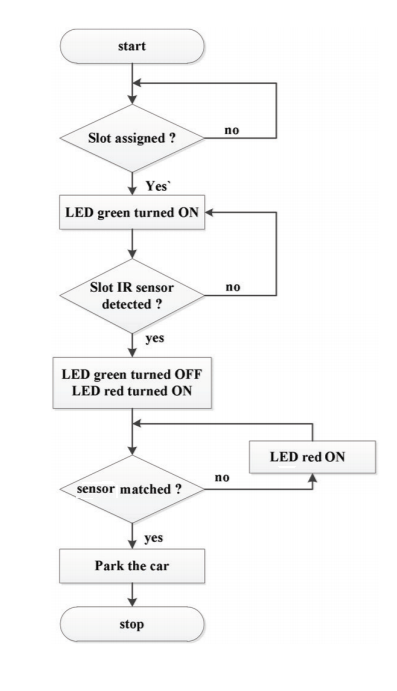 start
Slot assigned ?
no
Yes`
LED green turned ON
Slot IR sensor
detected ?
no
yes
LED green turned OFF
LED red turned ON
LED red ON
sensor matched ?
no
yes
Park the car
stop